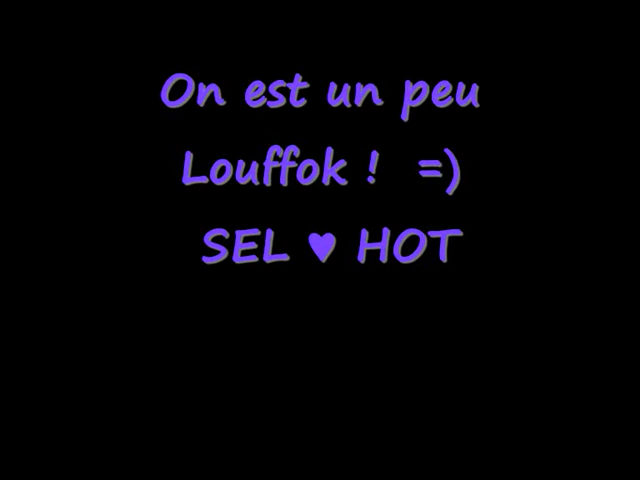 On est un peu
Louffok ! =)
SEL ♥ HOT